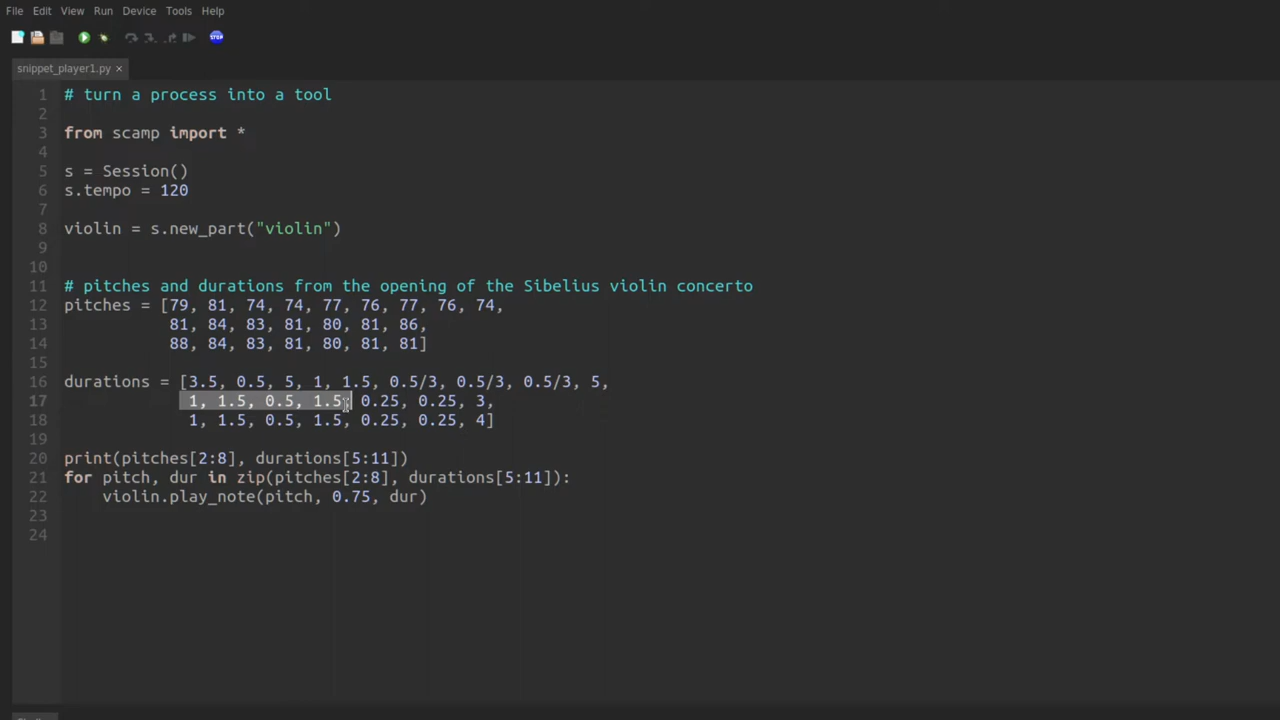 File Edit View Run Device Tools Help
STOP
snippet_player1.py ×
1 # turn a process into a tool
2
3 from scamp import *
4
5 s = Session()
6 s.tempo = 120
7
8 violin = s.new_part("violin")
9
10
11 # pitches and durations from the opening of the Sibelius violin concerto
12 pitches = [79, 81, 74, 74, 77, 76, 77, 76, 74,
13 81, 84, 83, 81, 80, 81, 86,
14 88, 84, 83, 81, 80, 81, 81]
15
16 durations = [3.5, 0.5, 5, 1, 1.5, 0.5/3, 0.5/3, 0.5/3, 5,
17 1, 1.5, 0.5, 1.5, 0.25, 0.25, 3,
18 1, 1.5, 0.5, 1.5, 0.25, 0.25, 4]
19
20 print(pitches[2:8], durations[5:11])
21 for pitch, dur in zip(pitches[2:8], durations[5:11]):
22 violin.play_note(pitch, 0.75, dur)
23
24